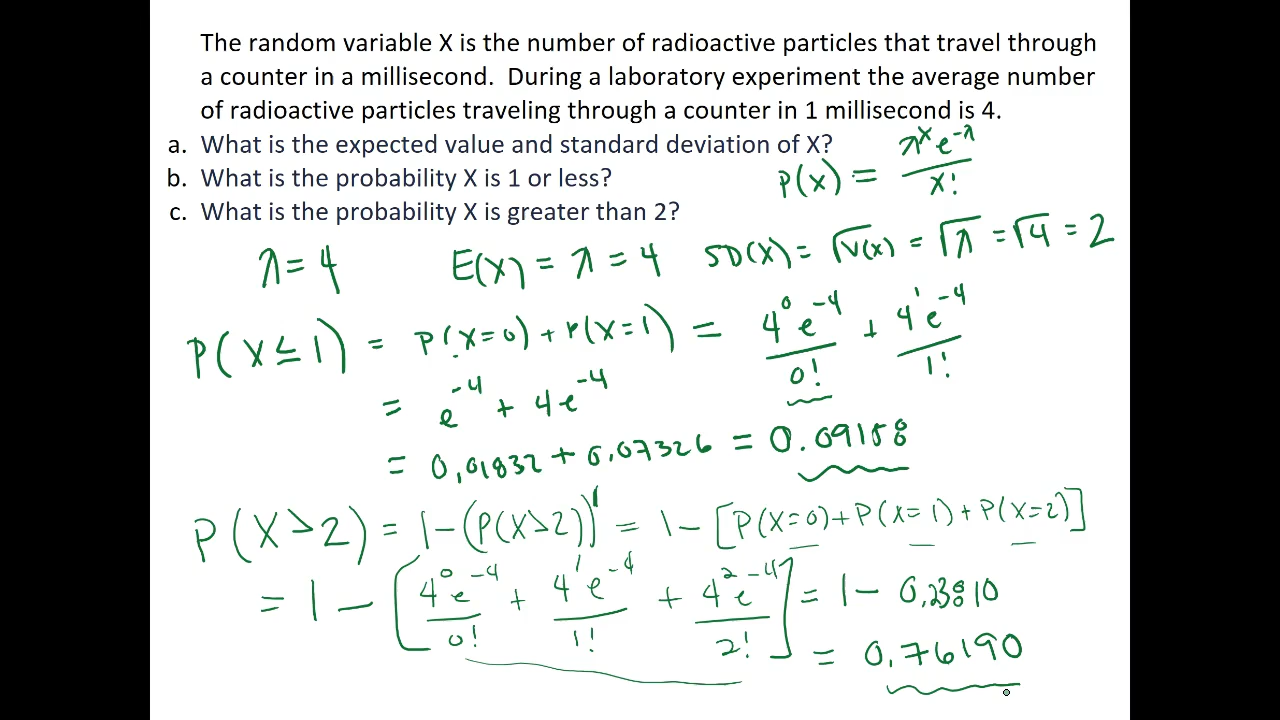 The random variable X is the number of radioactive particles that travel through
a counter in a millisecond. During a laboratory experiment the average number
of radioactive particles traveling through a counter in 1 millisecond is 4.
a. What is the expected value and standard deviation of X?
b. What is the probability X is 1 or less?
c. What is the probability X is greater than 2?
P(x) = λ^x e^-λ / x!
λ = 4 E(X) = λ = 4 SD(X) = √V(x) = √λ = √4 = 2
P(X ≤ 1) = P(X=0) + P(X=1) = 4^0 e^-4 / 0! + 4^1 e^-4 / 1!
= e^-4 + 4e^-4
= 0.01832 + 0.07326 = 0.09158
P(X>2) = 1 - (P(X>2))' = 1 - [P(X=0) + P(X=1) + P(X=2)]
= 1 - [4^0 e^-4 / 0! + 4^1 e^-4 / 1! + 4^2 e^-4 / 2!] = 1 - 0.23810
= 0.76190